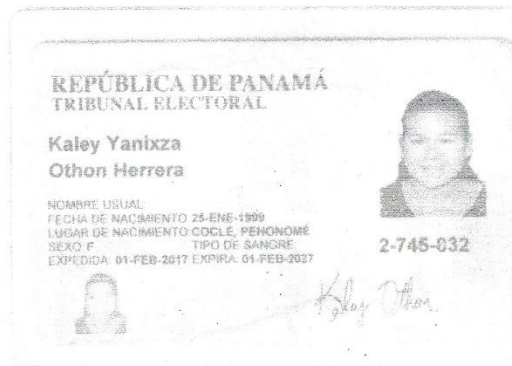 REPÚBLICA DE PANAMÁ
TRIBUNAL ELECTORAL
Kaley Yanixza
Othon Herrera
NOMBRE USUAL
FECHA DE NACIMIENTO: 25-ENE-1999
LUGAR DE NACIMIENTO: COCLÉ, PENONOMÉ
SEXO: F TIPO DE SANGRE
EXPEDIDA: 01-FEB-2017 EXPIRA: 01-FEB-2027
2-745-832
Kaley Othon